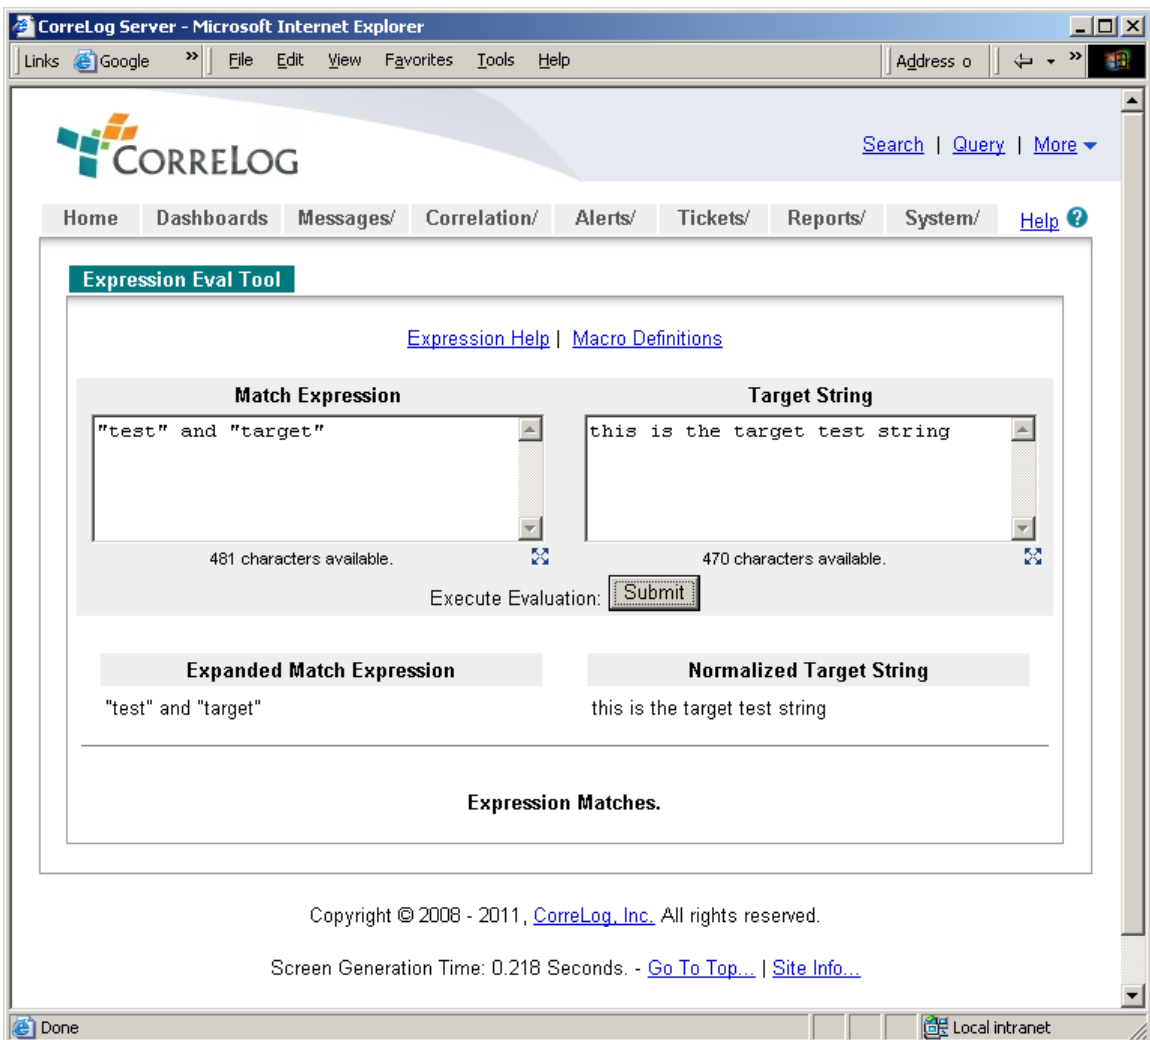 CorreLog Server - Microsoft Internet Explorer
Links Google » File Edit View Favorites Tools Help Address o »
CORRELOG
Search | Query | More
Home Dashboards Messages/ Correlation/ Alerts/ Tickets/ Reports/ System/ Help ?
Expression Eval Tool
Expression Help | Macro Definitions
Match Expression Target String
"test" and "target" this is the target test string
481 characters available. 470 characters available.
Execute Evaluation: Submit
Expanded Match Expression Normalized Target String
"test" and "target" this is the target test string
Expression Matches.
Copyright © 2008 - 2011, CorreLog, Inc. All rights reserved.
Screen Generation Time: 0.218 Seconds. - Go To Top... | Site Info...
Done Local intranet